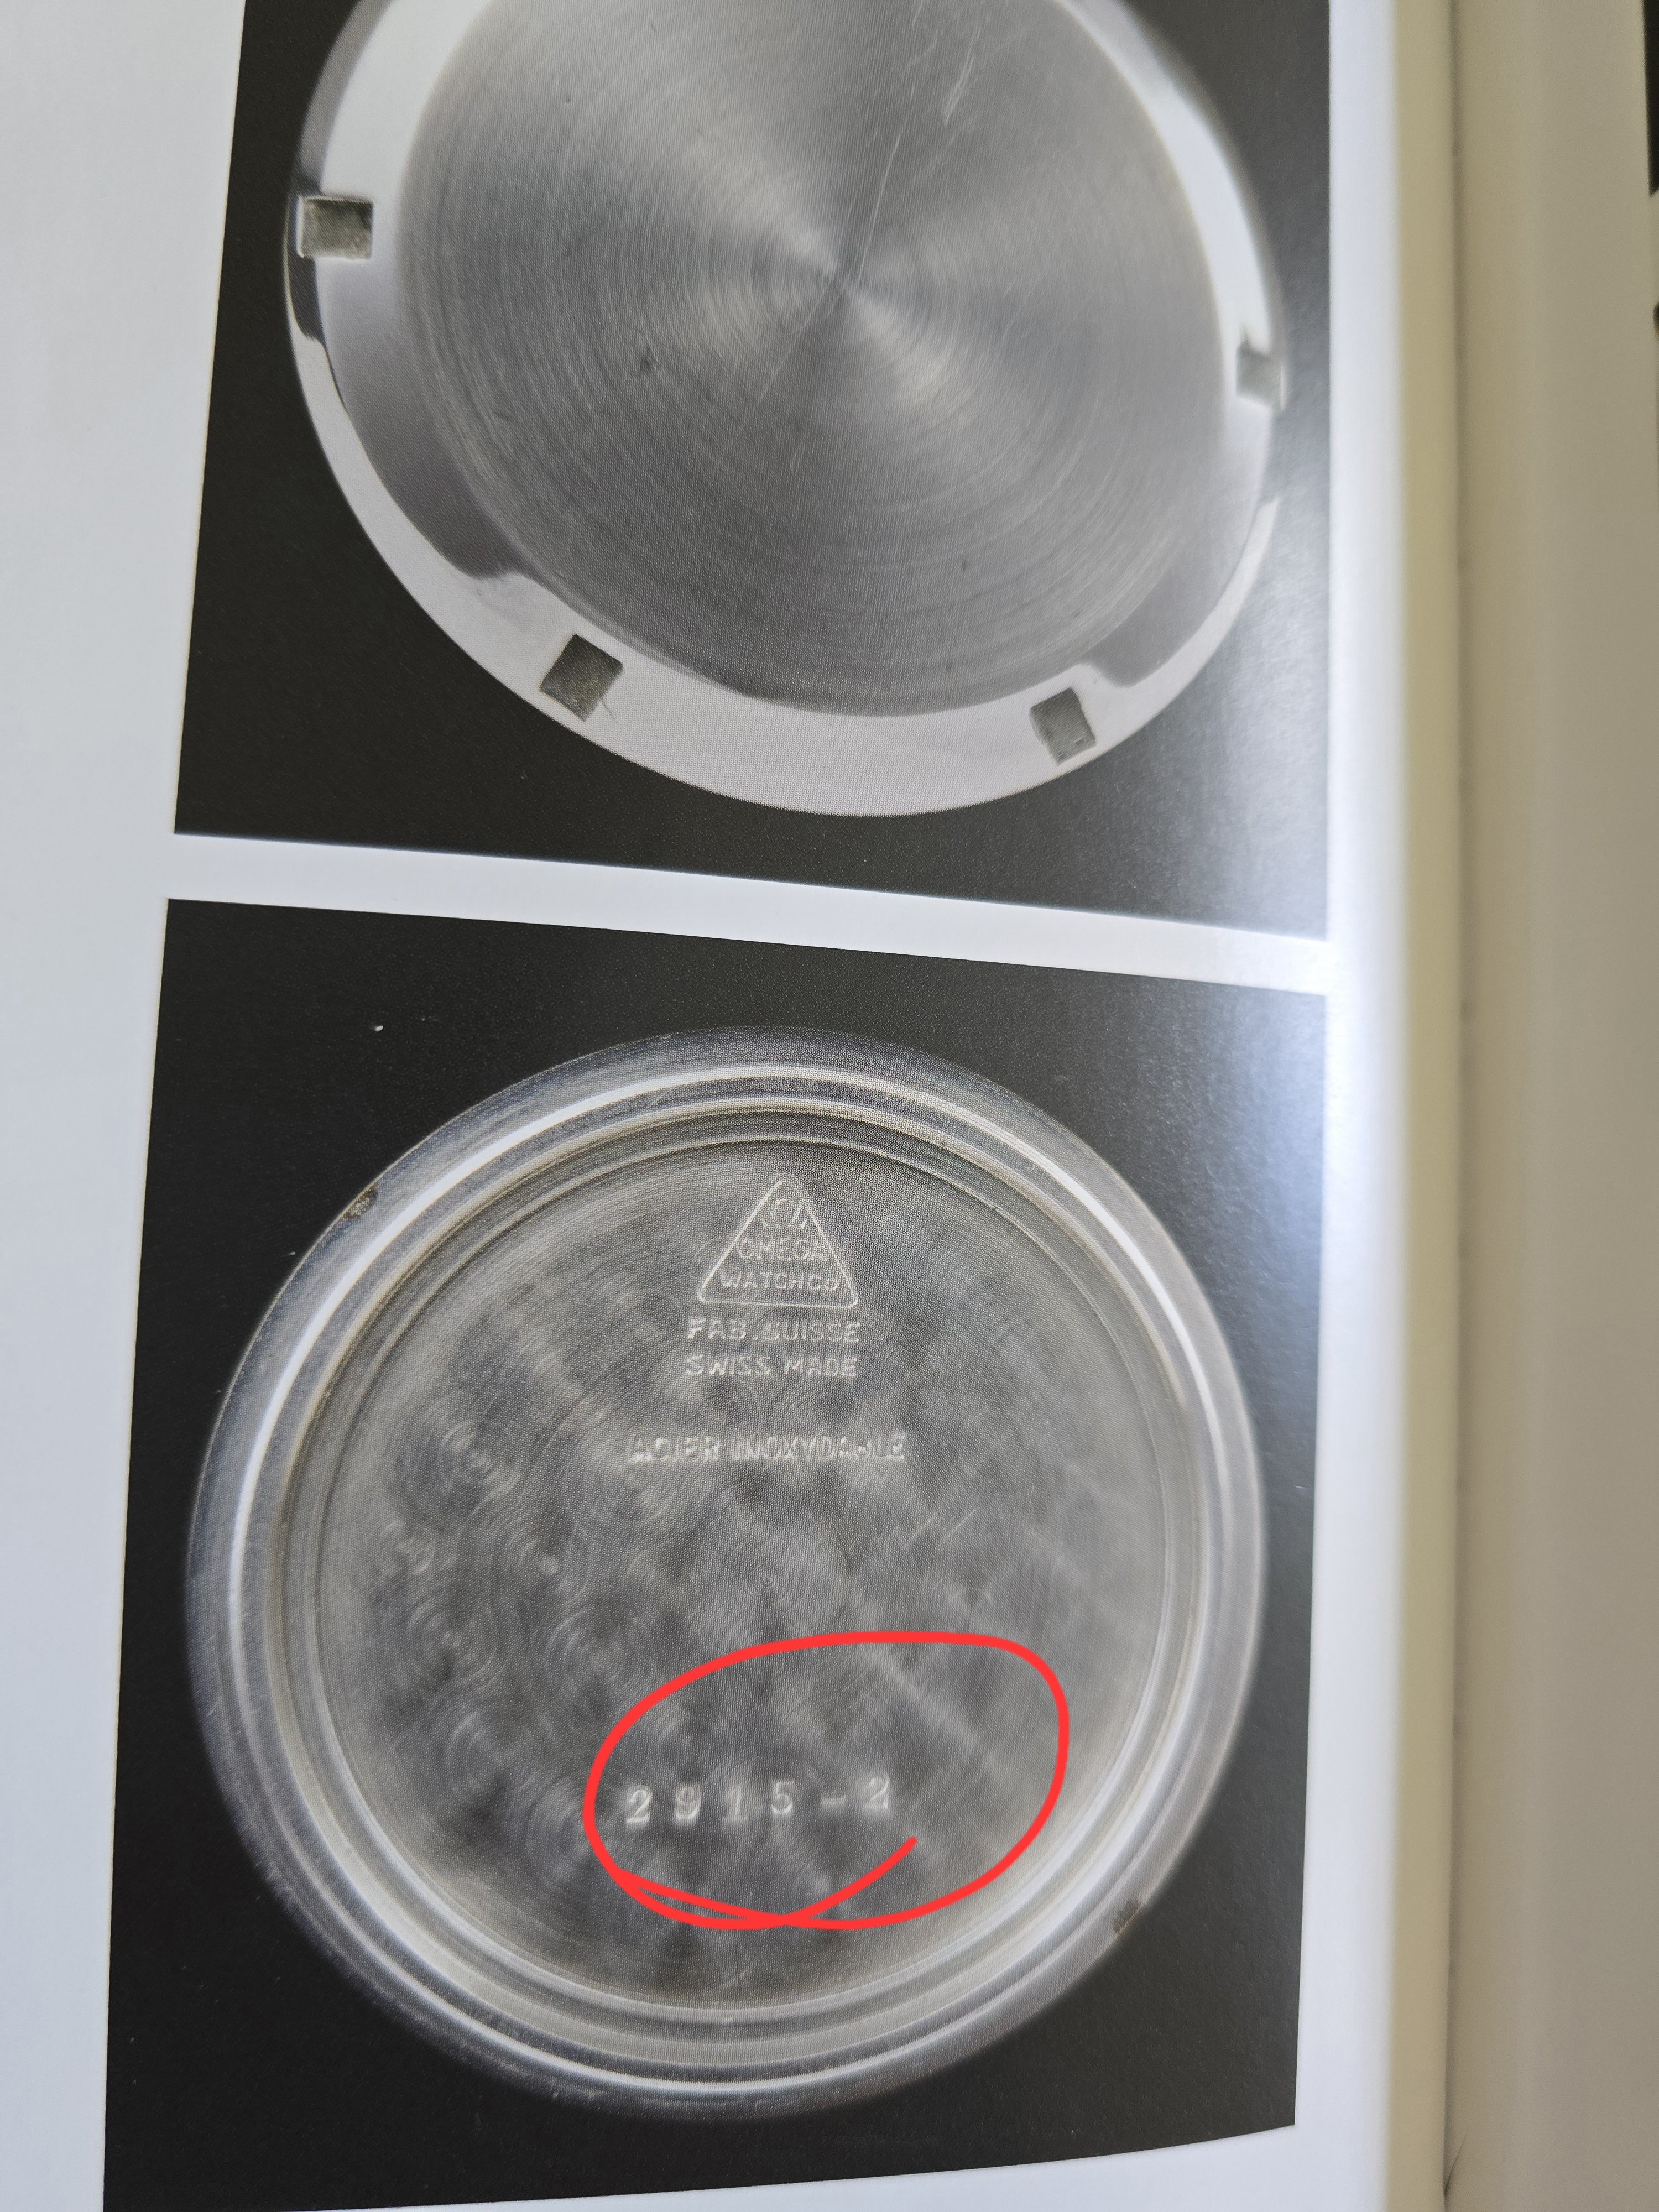 Ω
OMEGA
WATCH Co
FAB. SUISSE
SWISS MADE
ACIER INOXYDABLE
2915-2